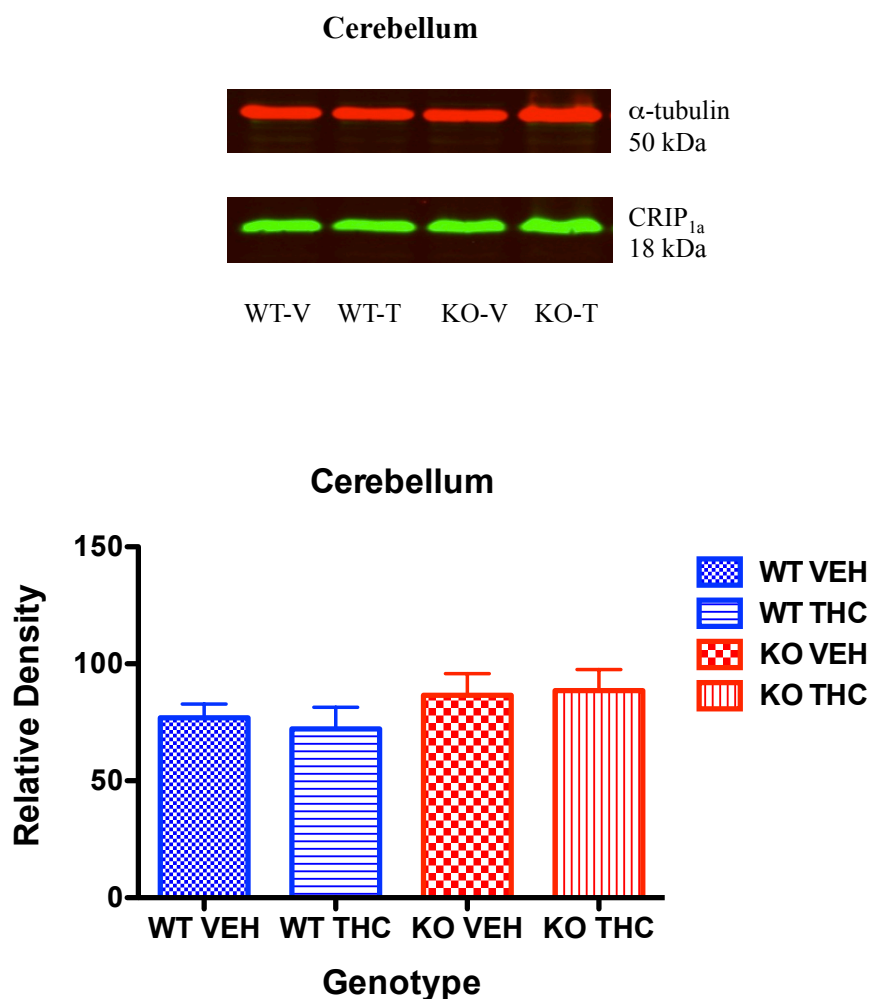 Cerebellum
α-tubulin
50 kDa
CRIP1a
18 kDa
WT-V WT-T KO-V KO-T
Cerebellum
Relative Density
150
100
50
0
WT VEH
WT THC
KO VEH
KO THC
WT VEH WT THC KO VEH KO THC
Genotype